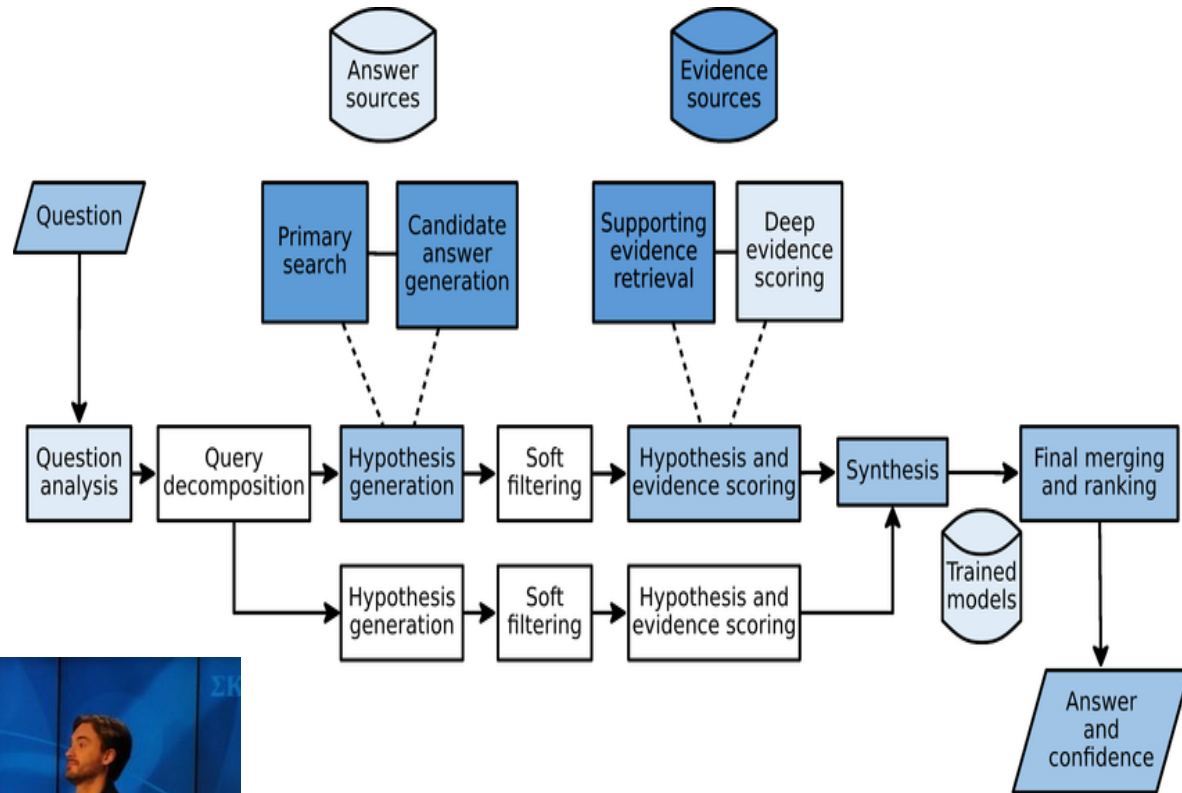 Answer
sources
Evidence
sources
Question
Primary
search
Candidate
answer
generation
Supporting
evidence
retrieval
Deep
evidence
scoring
Question
analysis
Query
decomposition
Hypothesis
generation
Soft
filtering
Hypothesis and
evidence scoring
Synthesis
Final merging
and ranking
Trained
models
Hypothesis
generation
Soft
filtering
Hypothesis and
evidence scoring
Answer
and
confidence
ΣΚ